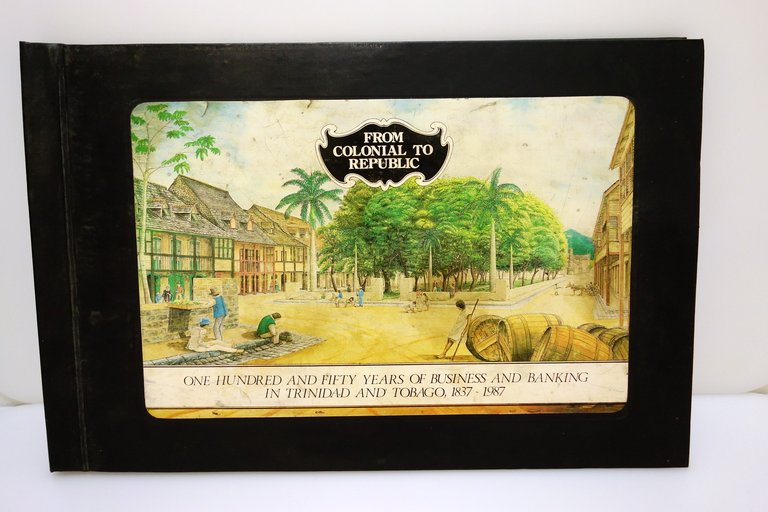 FROM
COLONIAL TO
REPUBLIC
ONE HUNDRED AND FIFTY YEARS OF BUSINESS AND BANKING
IN TRINIDAD AND TOBAGO, 1837 - 1987